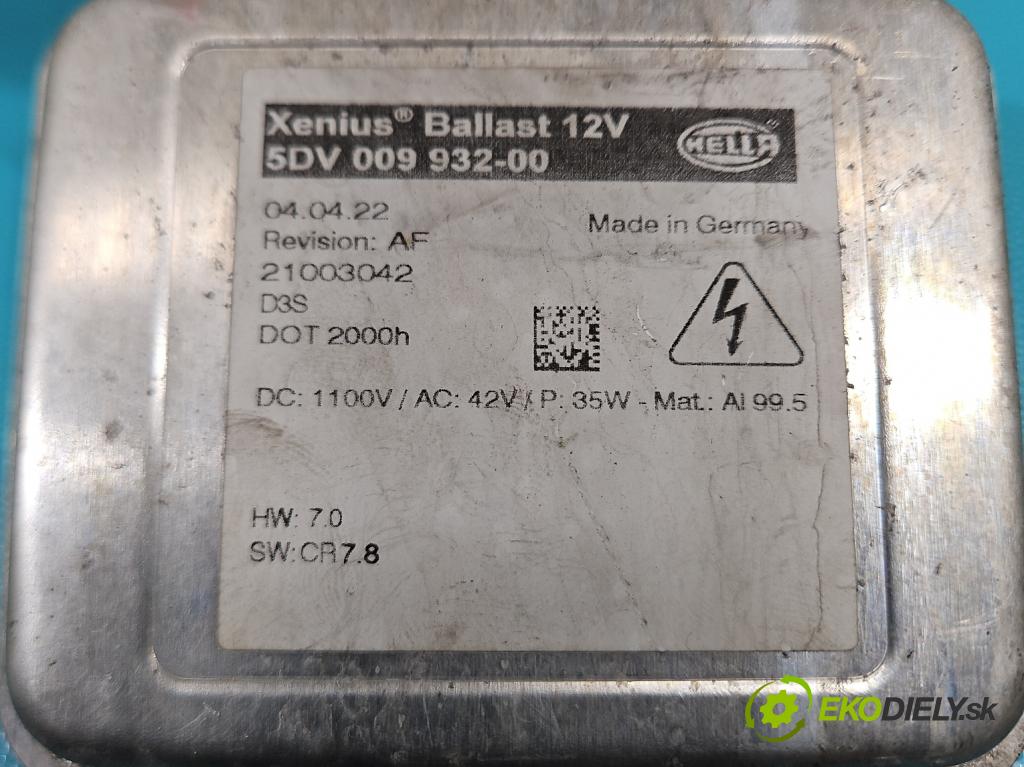 Xenius® Ballast 12V
5DV 009 932-00
HELLA
04.04.22
Made in Germany
Revision: AF
21003042
D3S
DOT 2000h
DC: 1100V / AC: 42V / P: 35W - Mat.: Al 99.5
HW: 7.0
SW:CR7.8
EKODIELY.sk